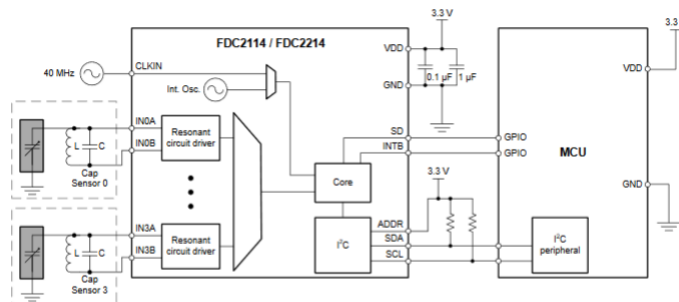 FDC2114 / FDC2214
3.3 V
3.3
CLKIN
40 MHz
Int. Osc.
VDD
0.1 µF
1 µF
GND
VDD
IN0A
IN0B
L
C
Cap
Sensor 0
Resonant
circuit driver
SD
INTB
GPIO
GPIO
MCU
Core
3.3 V
GND
IN3A
IN3B
L
C
Cap
Sensor 3
Resonant
circuit driver
I²C
ADDR
SDA
SCL
I²C
peripheral